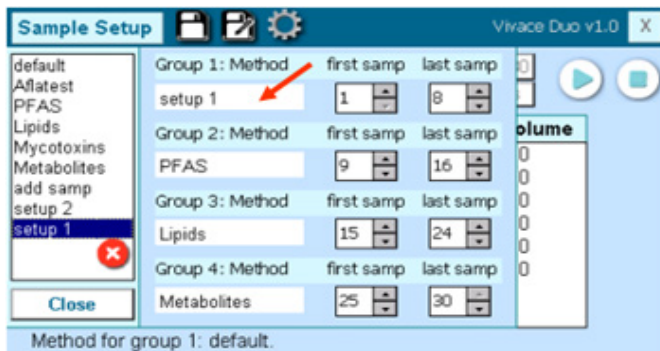 Sample Setup
Vivace Duo v1.0 X
default
Aflatest
PFAS
Lipids
Mycotoxins
Metabolites
add samp
setup 2
setup 1
Close
Group 1: Method first samp last samp
setup 1 1 8
Group 2: Method first samp last samp
PFAS 9 16
Group 3: Method first samp last samp
Lipids 15 24
Group 4: Method first samp last samp
Metabolites 25 30
olume
0
0
0
0
0
0
Method for group 1: default.